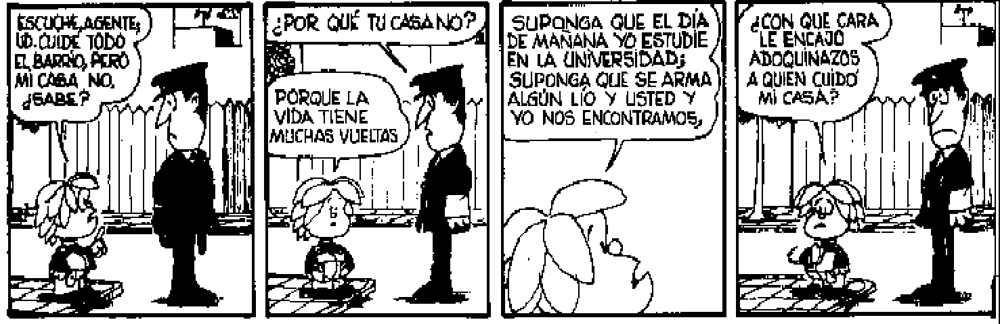 ESCUCHE, AGENTE;
UD. CUIDE TODO
EL BARRIO, PERO
MI CASA NO.
¿SABE?
¿POR QUÉ TU CASA NO?
PORQUE LA
VIDA TIENE
MUCHAS VUELTAS
SUPONGA QUE EL DÍA
DE MAÑANA YO ESTUDIE
EN LA UNIVERSIDAD;
SUPONGA QUE SE ARMA
ALGÚN LÍO Y USTED Y
YO NOS ENCONTRAMOS,
¿CON QUE CARA
LE ENCAJO
ADOQUINAZOS
A QUIEN CUIDÓ
MI CASA?